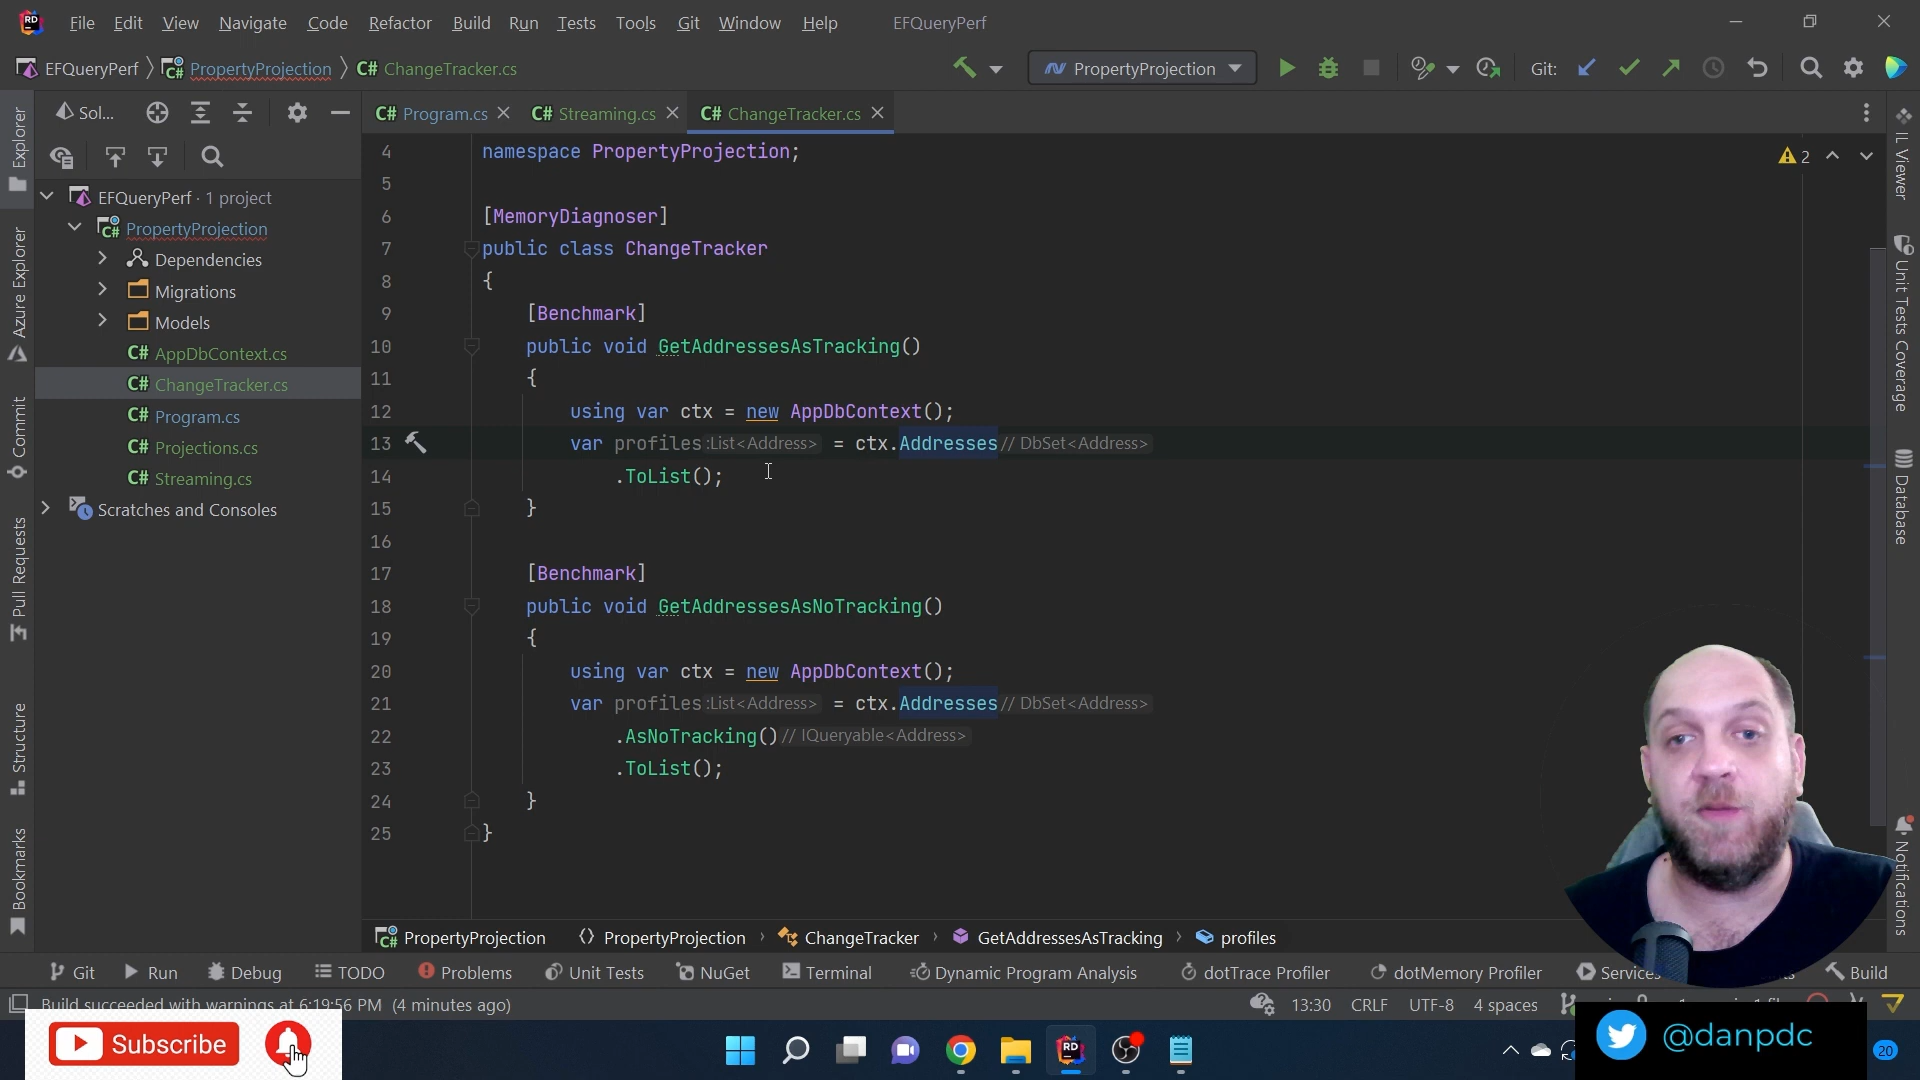 File Edit View Navigate Code Refactor Build Run Tests Tools Git Window Help EFQueryPerf
EFQueryPerf PropertyProjection C# ChangeTracker.cs PropertyProjection Git:
Sol... C# Program.cs C# Streaming.cs C# ChangeTracker.cs
EFQueryPerf · 1 project
PropertyProjection
Dependencies
Migrations
Models
C# AppDbContext.cs
C# ChangeTracker.cs
C# Program.cs
C# Projections.cs
C# Streaming.cs
Scratches and Consoles
Explorer
Azure Explorer
Commit
Pull Requests
Structure
Bookmarks
2
4 namespace PropertyProjection;
5
6 [MemoryDiagnoser]
7 public class ChangeTracker
8 {
9 [Benchmark]
10 public void GetAddressesAsTracking()
11 {
12 using var ctx = new AppDbContext();
13 var profiles :List<Address> = ctx.Addresses // DbSet<Address>
14 .ToList();
15 }
16
17 [Benchmark]
18 public void GetAddressesAsNoTracking()
19 {
20 using var ctx = new AppDbContext();
21 var profiles :List<Address> = ctx.Addresses // DbSet<Address>
22 .AsNoTracking() // IQueryable<Address>
23 .ToList();
24 }
25 }
IL Viewer
Unit Tests Coverage
Database
Notifications
PropertyProjection PropertyProjection ChangeTracker GetAddressesAsTracking profiles
Git Run Debug TODO Problems Unit Tests NuGet Terminal Dynamic Program Analysis dotTrace Profiler dotMemory Profiler Services Build
Build succeeded with warnings at 6:19:56 PM (4 minutes ago) 13:30 CRLF UTF-8 4 spaces
Subscribe
RD
@danpdc
20